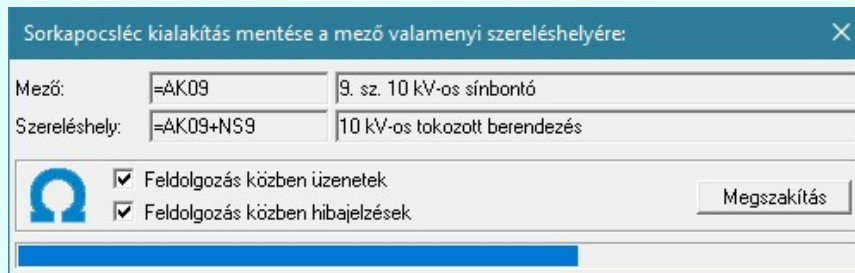 Sorkapocsléc kialakítás mentése a mező valamenyi szereléshelyére:
Mező: =AK09 9. sz. 10 kV-os sínbontó
Szereléshely: =AK09+NS9 10 kV-os tokozott berendezés
Feldolgozás közben üzenetek
Megszakítás
Feldolgozás közben hibajelzések